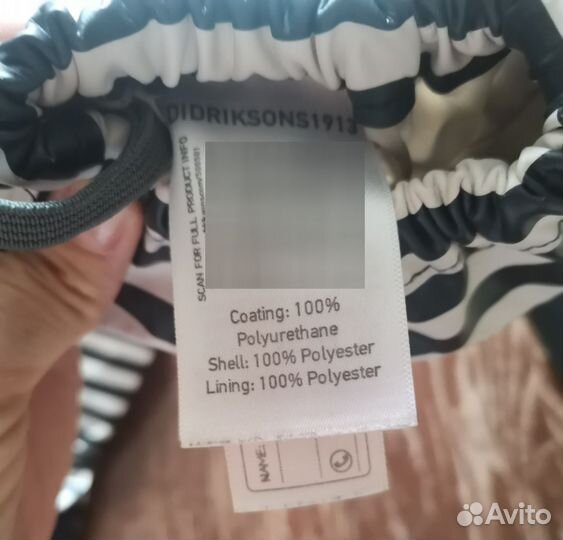 DIDRIKSONS1913
SCAN FOR FULL PRODUCT INFO
Coating: 100%
Polyurethane
Shell: 100% Polyester
Lining: 100% Polyester
NAME:
Avito